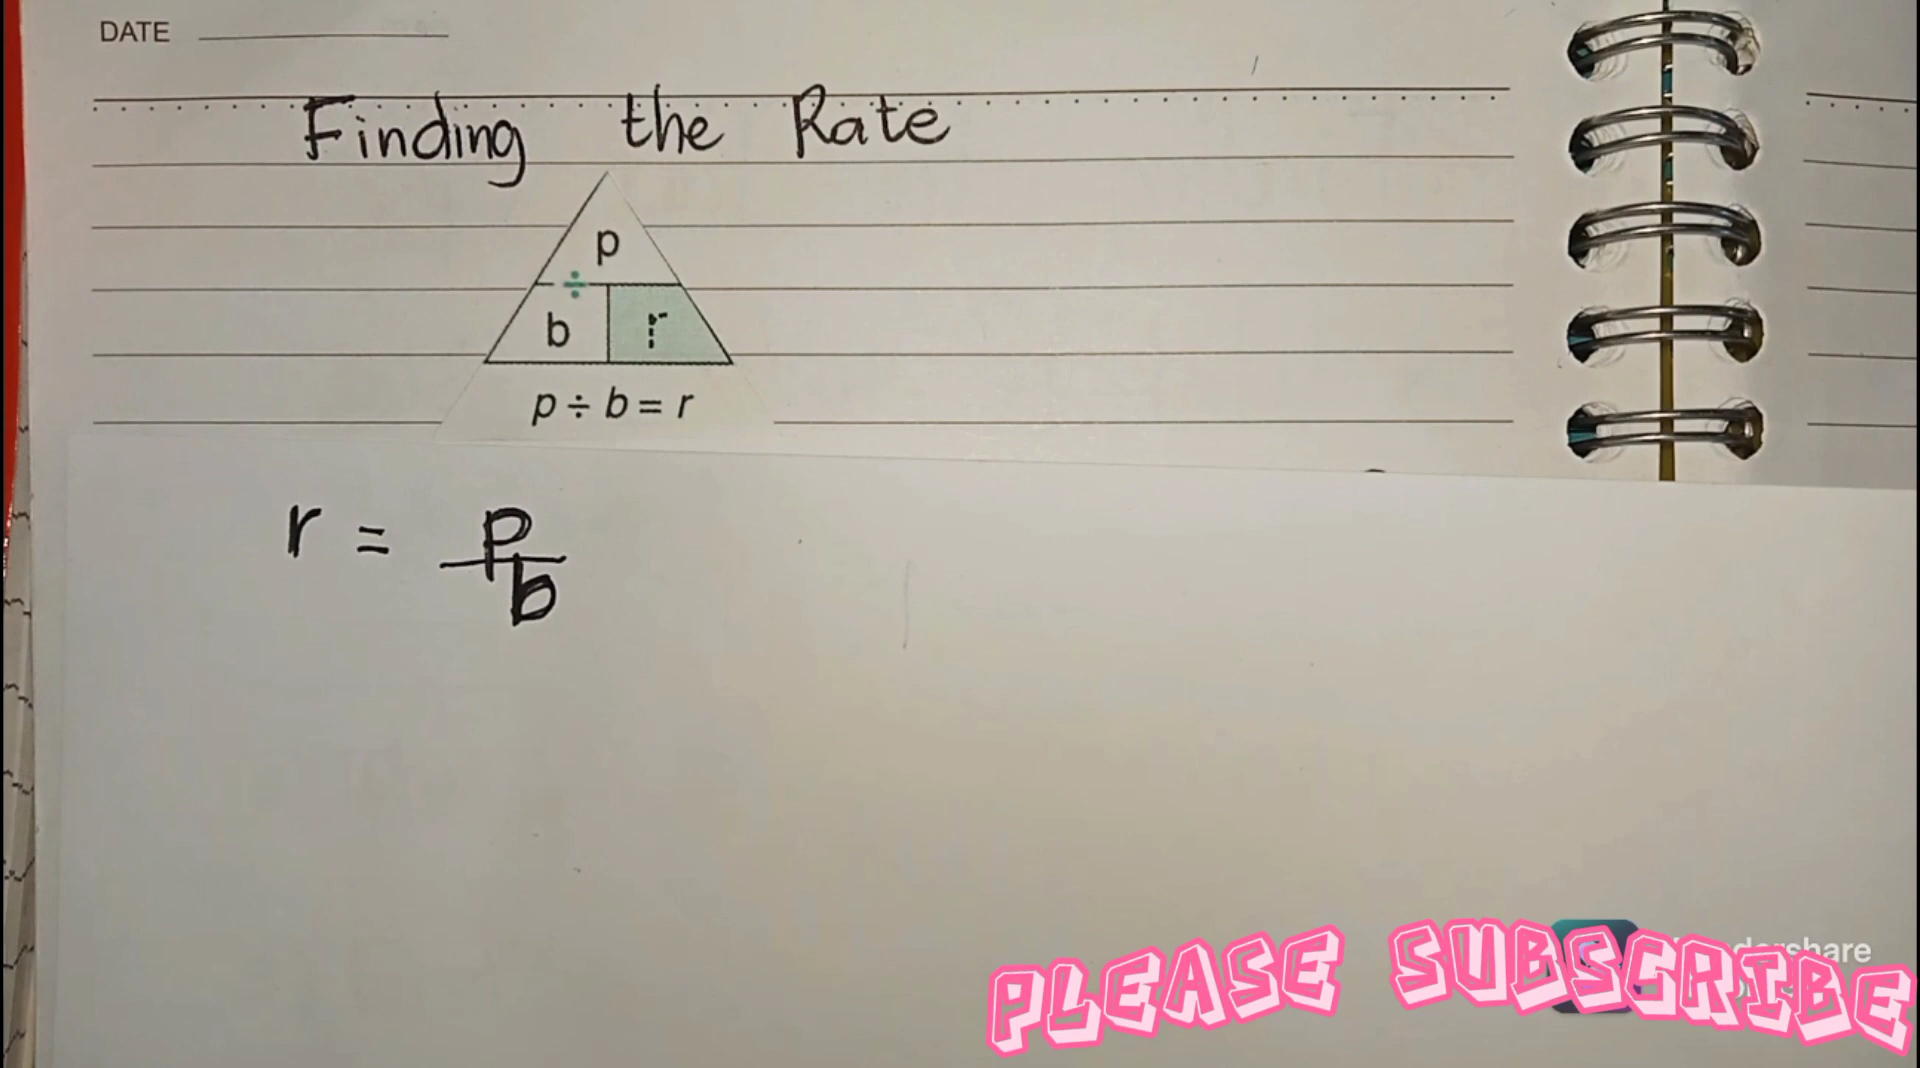 DATE
Finding the Rate
p
÷
b r
p ÷ b = r
r = p/b
PLEASE SUBSCRIBE